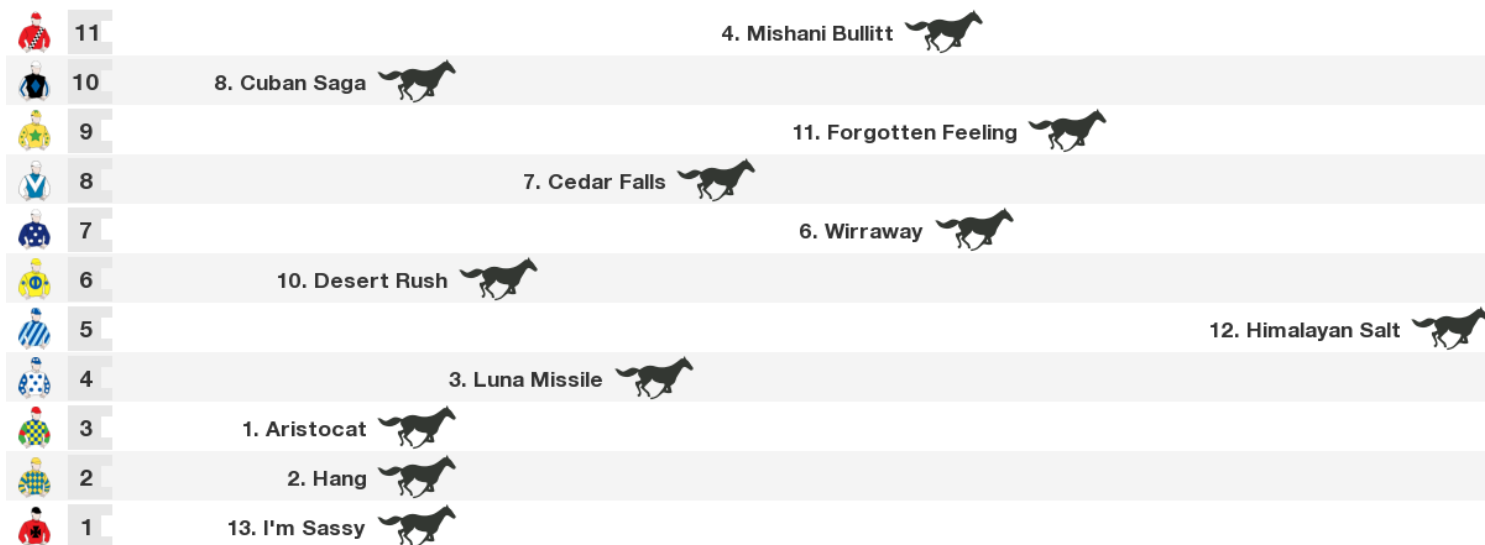 11 4. Mishani Bullitt
10 8. Cuban Saga
9 11. Forgotten Feeling
8 7. Cedar Falls
7 6. Wirraway
6 10. Desert Rush
5 12. Himalayan Salt
4 3. Luna Missile
3 1. Aristocat
2 2. Hang
1 13. I'm Sassy